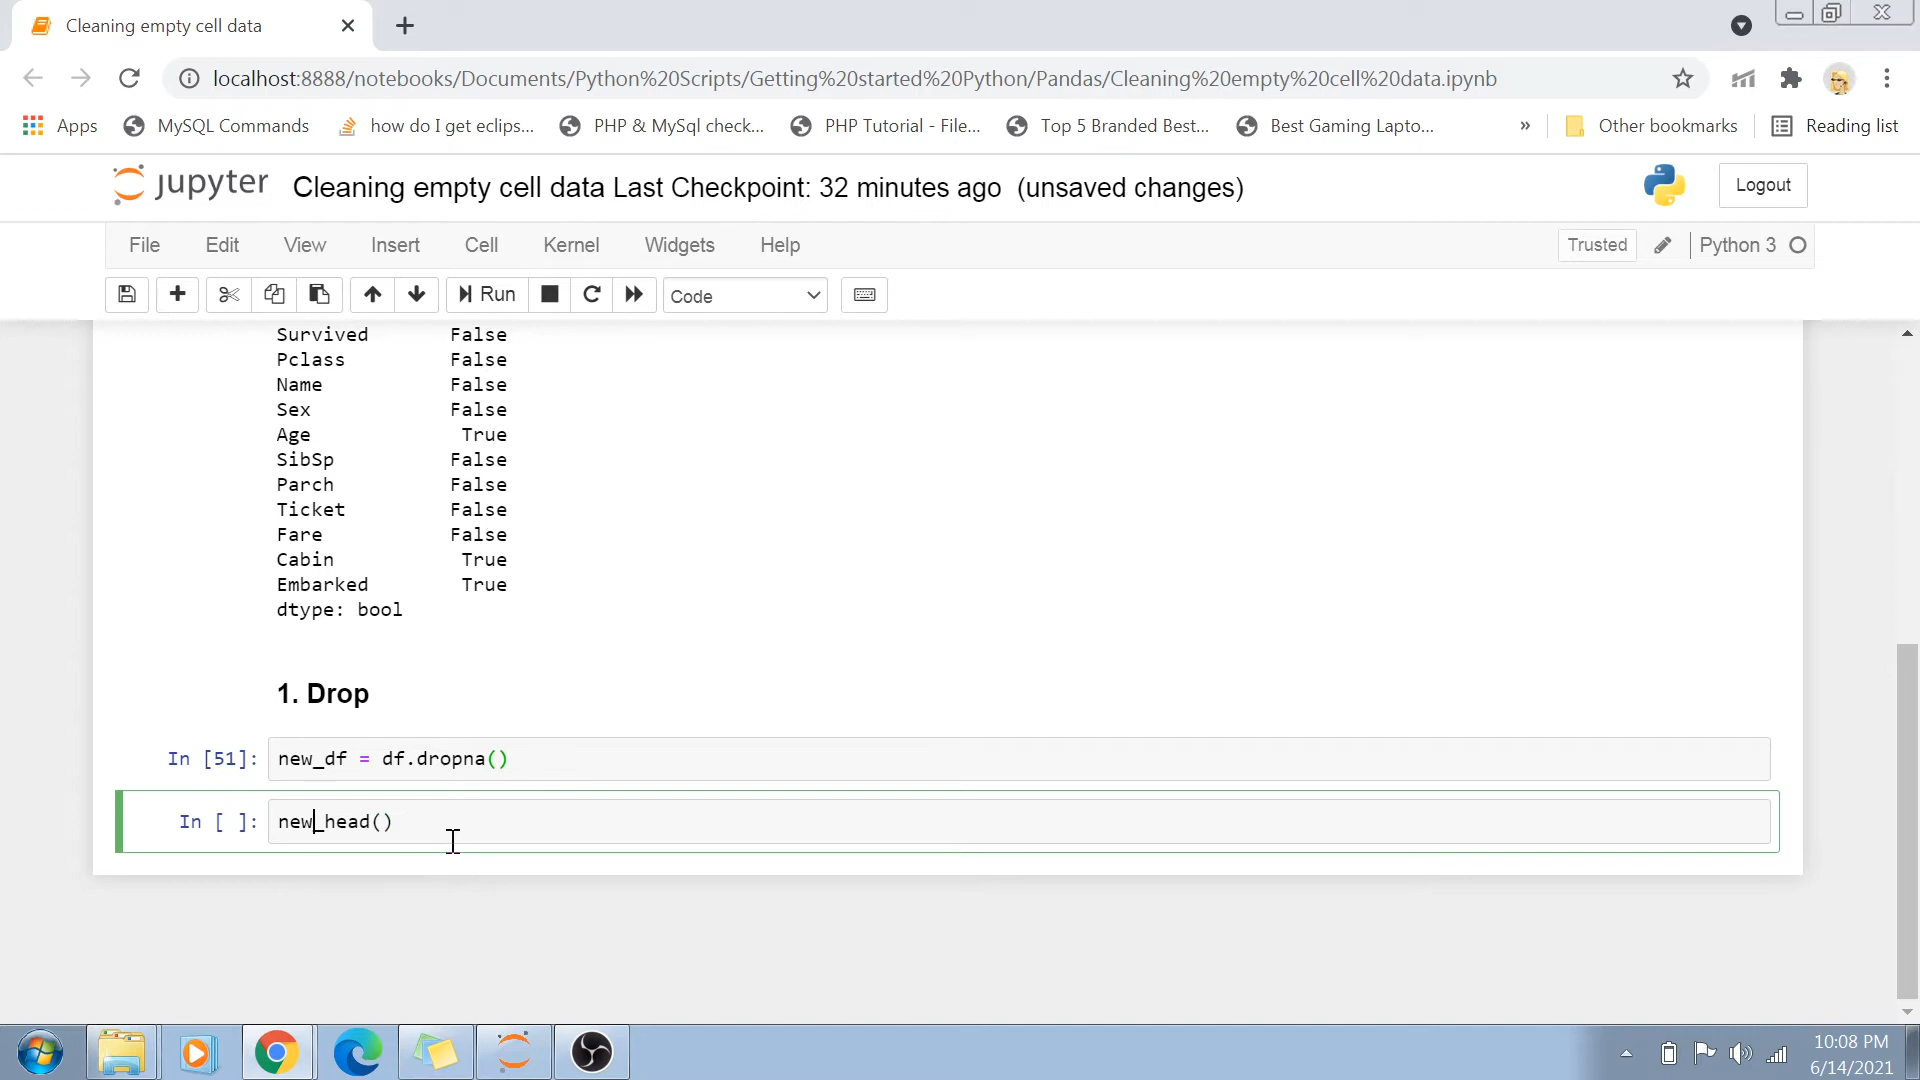 Cleaning empty cell data
localhost:8888/notebooks/Documents/Python%20Scripts/Getting%20started%20Python/Pandas/Cleaning%20empty%20cell%20data.ipynb
Apps MySQL Commands how do I get eclips... PHP & MySql check... PHP Tutorial - File... Top 5 Branded Best... Best Gaming Lapto... » Other bookmarks Reading list
jupyter Cleaning empty cell data Last Checkpoint: 32 minutes ago (unsaved changes) Logout
File Edit View Insert Cell Kernel Widgets Help Trusted Python 3
Run Code
Survived False
Pclass False
Name False
Sex False
Age True
SibSp False
Parch False
Ticket False
Fare False
Cabin True
Embarked True
dtype: bool
1. Drop
In [51]: new_df = df.dropna()
In [ ]: new_head()
10:08 PM
6/14/2021